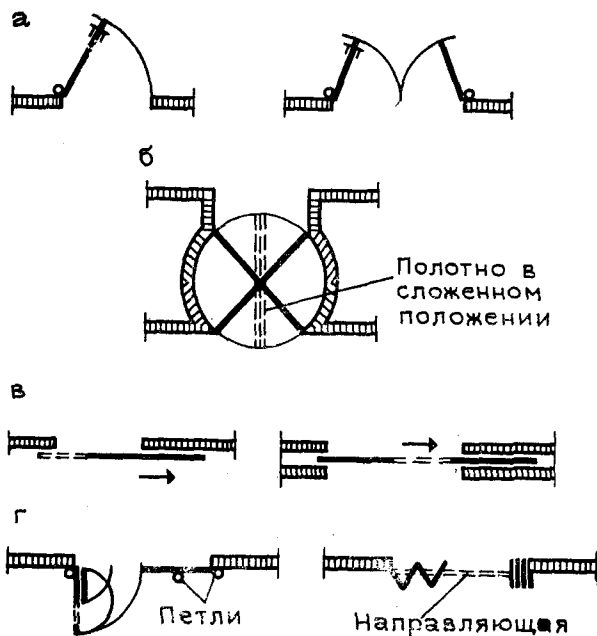 а
б
Полотно в
сложенном
положении
в
г
Петли
Направляющая